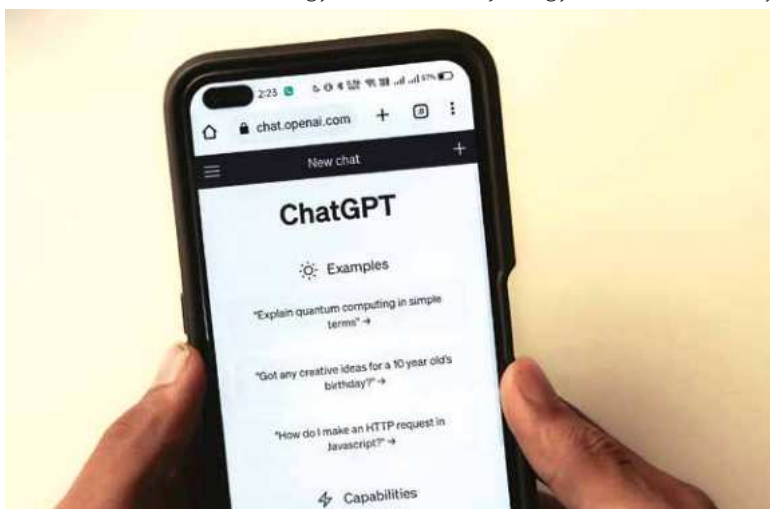 2:23
67%
chat.openai.com
New chat
ChatGPT
Examples
"Explain quantum computing in simple
terms" →
"Got any creative ideas for a 10 year old's
birthday?" →
"How do I make an HTTP request in
Javascript?" →
Capabilities